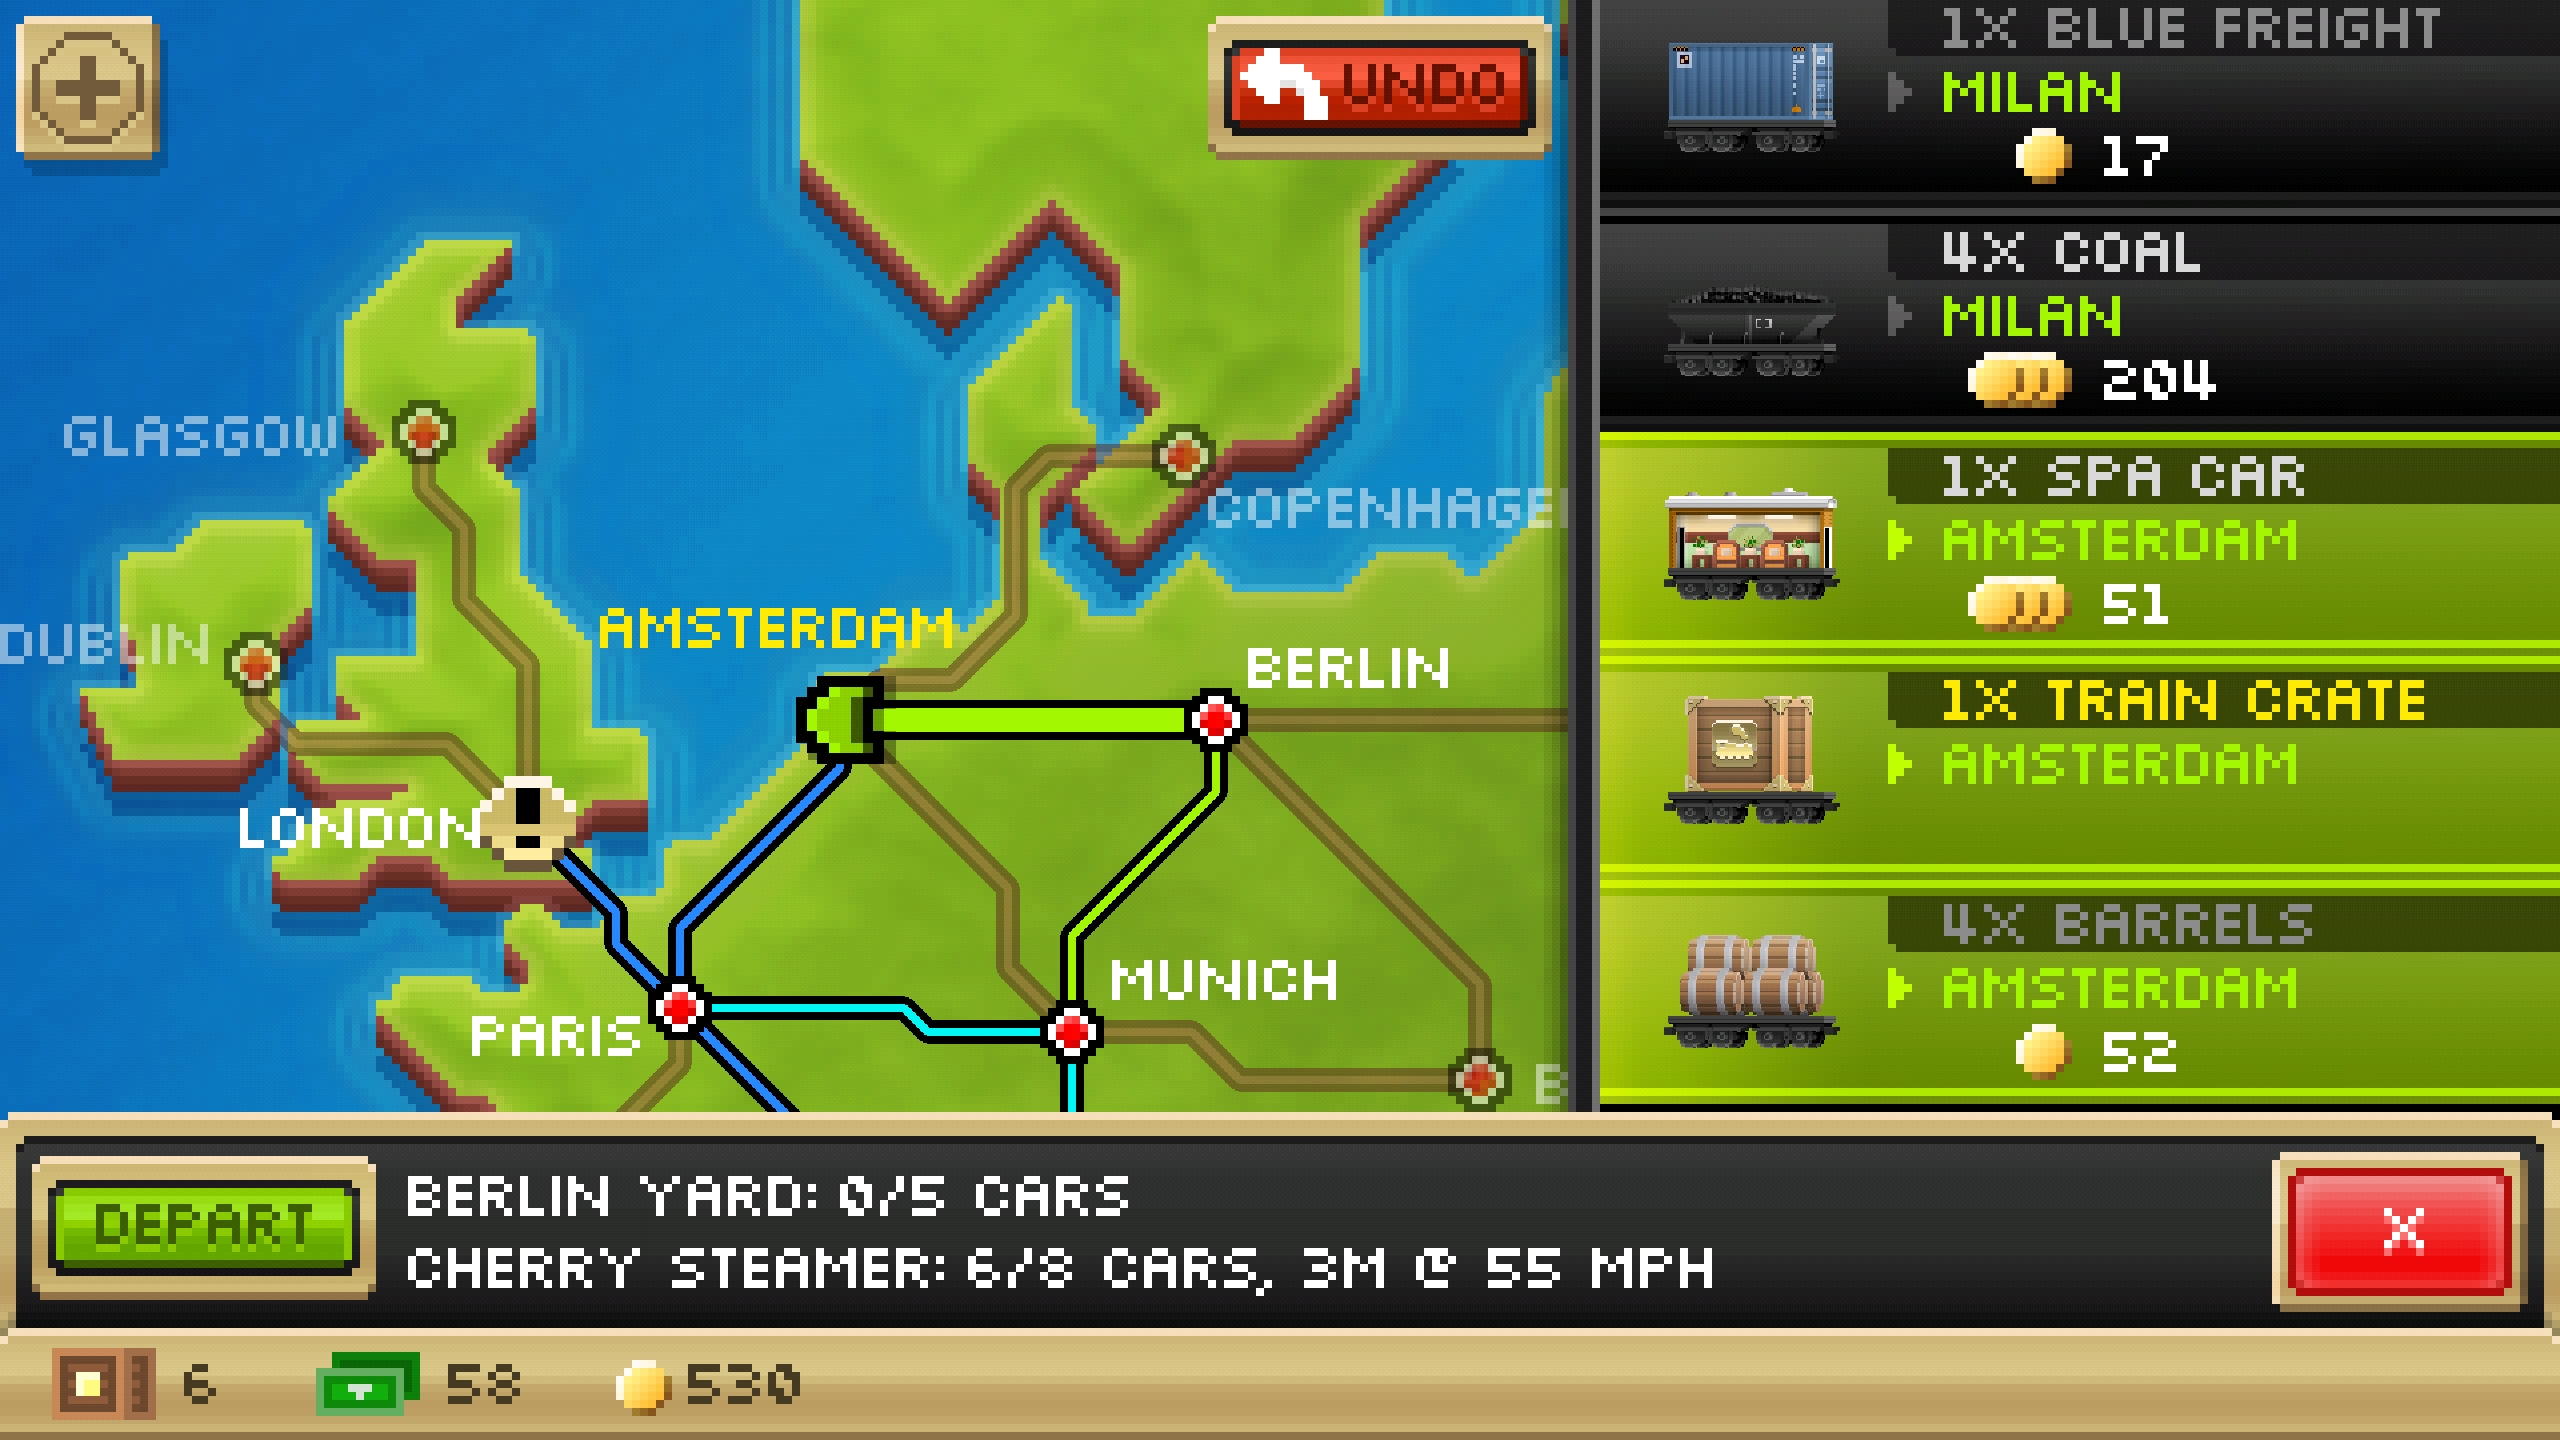 UNDO
GLASGOW
COPENHAGE
DUBLIN
AMSTERDAM
BERLIN
LONDON
MUNICH
PARIS
B
1X BLUE FREIGHT
MILAN
17
4X COAL
MILAN
204
1X SPA CAR
AMSTERDAM
51
1X TRAIN CRATE
AMSTERDAM
4X BARRELS
AMSTERDAM
52
DEPART
BERLIN YARD: 0/5 CARS
CHERRY STEAMER: 6/8 CARS, 3M @ 55 MPH
X
6
58
530